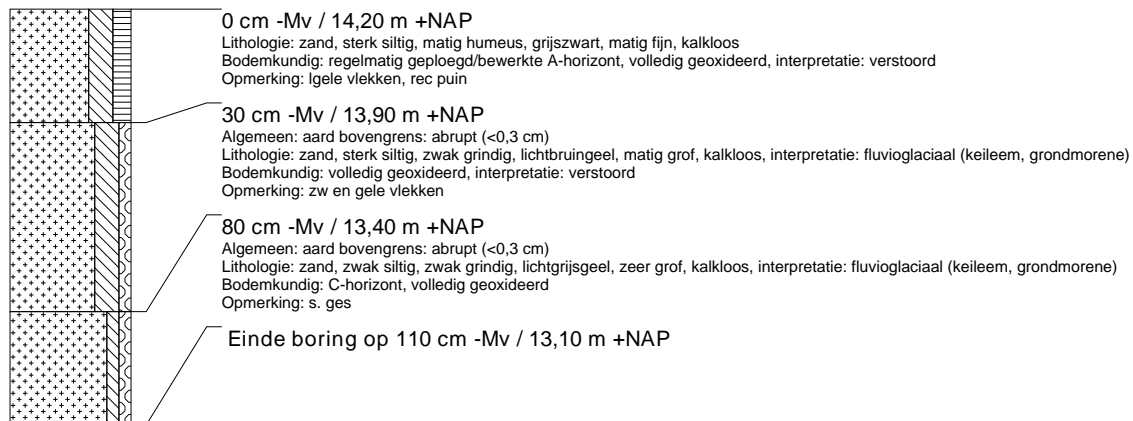 0 cm -Mv / 14,20 m +NAP
Lithologie: zand, sterk siltig, matig humeus, grijszwart, matig fijn, kalkloos
Bodemkundig: regelmatig geploegd/bewerkte A-horizont, volledig geoxideerd, interpretatie: verstoord
Opmerking: lgele vlekken, rec puin
30 cm -Mv / 13,90 m +NAP
Algemeen: aard bovengrens: abrupt (<0,3 cm)
Lithologie: zand, sterk siltig, zwak grindig, lichtbruingeel, matig grof, kalkloos, interpretatie: fluvioglaciaal (keileem, grondmorene)
Bodemkundig: volledig geoxideerd, interpretatie: verstoord
Opmerking: zw en gele vlekken
80 cm -Mv / 13,40 m +NAP
Algemeen: aard bovengrens: abrupt (<0,3 cm)
Lithologie: zand, zwak siltig, zwak grindig, lichtgrijsgeel, zeer grof, kalkloos, interpretatie: fluvioglaciaal (keileem, grondmorene)
Bodemkundig: C-horizont, volledig geoxideerd
Opmerking: s. ges
Einde boring op 110 cm -Mv / 13,10 m +NAP